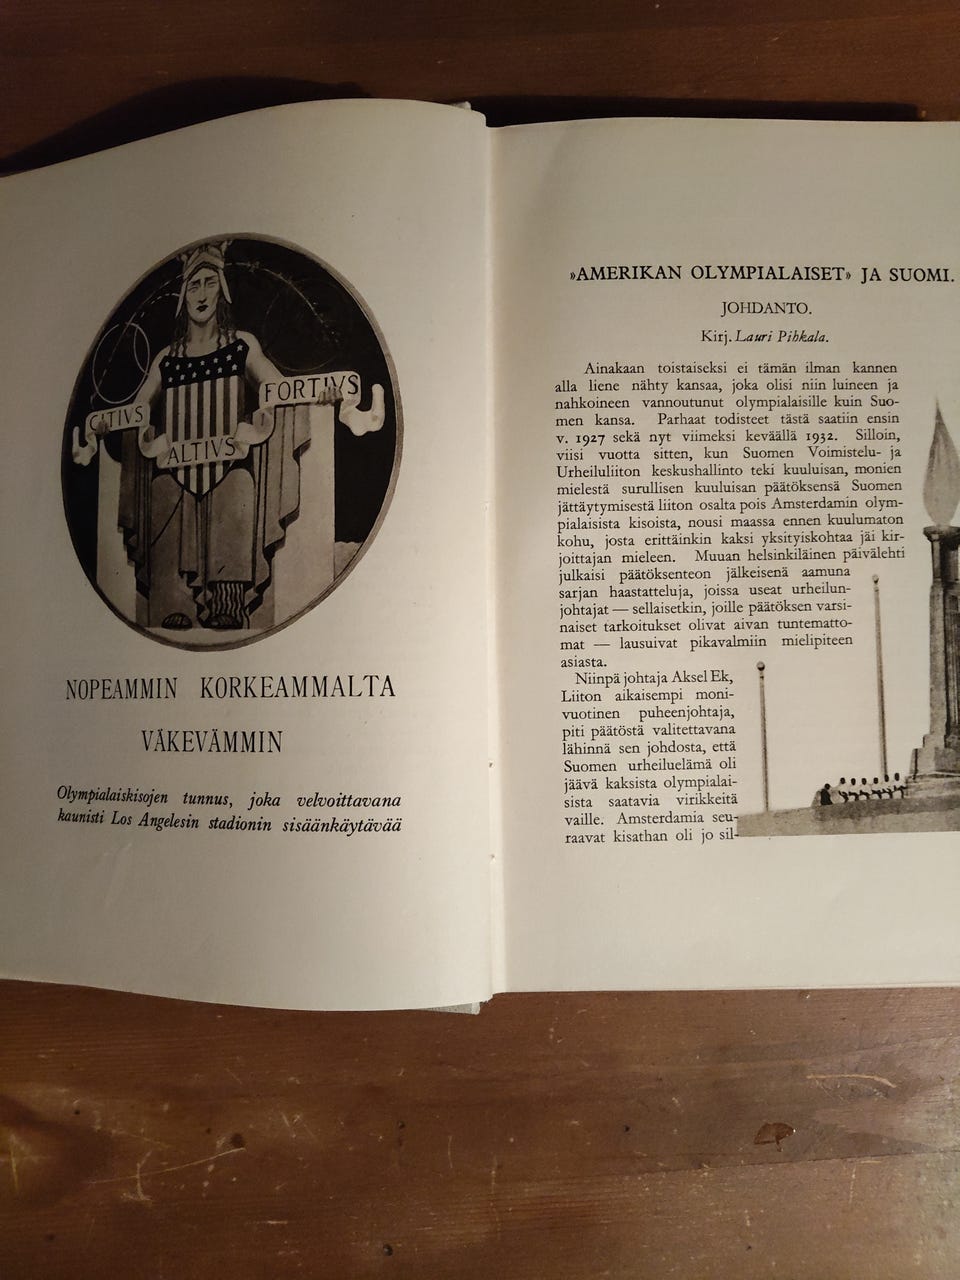 CITIVS
ALTIVS
FORTIVS
NOPEAMMIN KORKEAMMALTA
VÄKEVÄMMIN
Olympialaiskisojen tunnus, joka velvoittavana
kaunisti Los Angelesin stadionin sisäänkäytävää
»AMERIKAN OLYMPIALAISET» JA SUOMI.
JOHDANTO.
Kirj. Lauri Pihkala.
Ainakaan toistaiseksi ei tämän ilman kannen
alla liene nähty kansaa, joka olisi niin luineen ja
nahkoineen vannoutunut olympialaisille kuin Suo-
men kansa. Parhaat todisteet tästä saatiin ensin
v. 1927 sekä nyt viimeksi keväällä 1932. Silloin,
viisi vuotta sitten, kun Suomen Voimistelu- ja
Urheiluliiton keskushallinto teki kuuluisan, monien
mielestä surullisen kuuluisan päätöksensä Suomen
jättäytymisestä liiton osalta pois Amsterdamin olym-
pialaisista kisoista, nousi maassa ennen kuulumaton
kohu, josta erittäinkin kaksi yksityiskohtaa jäi kir-
joittajan mieleen. Muuan helsinkiläinen päivälehti
julkaisi päätöksenteon jälkeisenä aamuna
sarjan haastatteluja, joissa useat urheilun-
johtajat — sellaisetkin, joille päätöksen varsi-
naiset tarkoitukset olivat aivan tuntematto-
mat — lausuivat pikavalmiin mielipiteen
asiasta.
Niinpä johtaja Aksel Ek,
Liiton aikaisempi moni-
vuotinen puheenjohtaja,
piti päätöstä valitettavana
lähinnä sen johdosta, että
Suomen urheiluelämä oli
jäävä kaksista olympialai-
sista saatavia virikkeitä
vaille. Amsterdamia seu-
raavat kisathan oli jo sil-